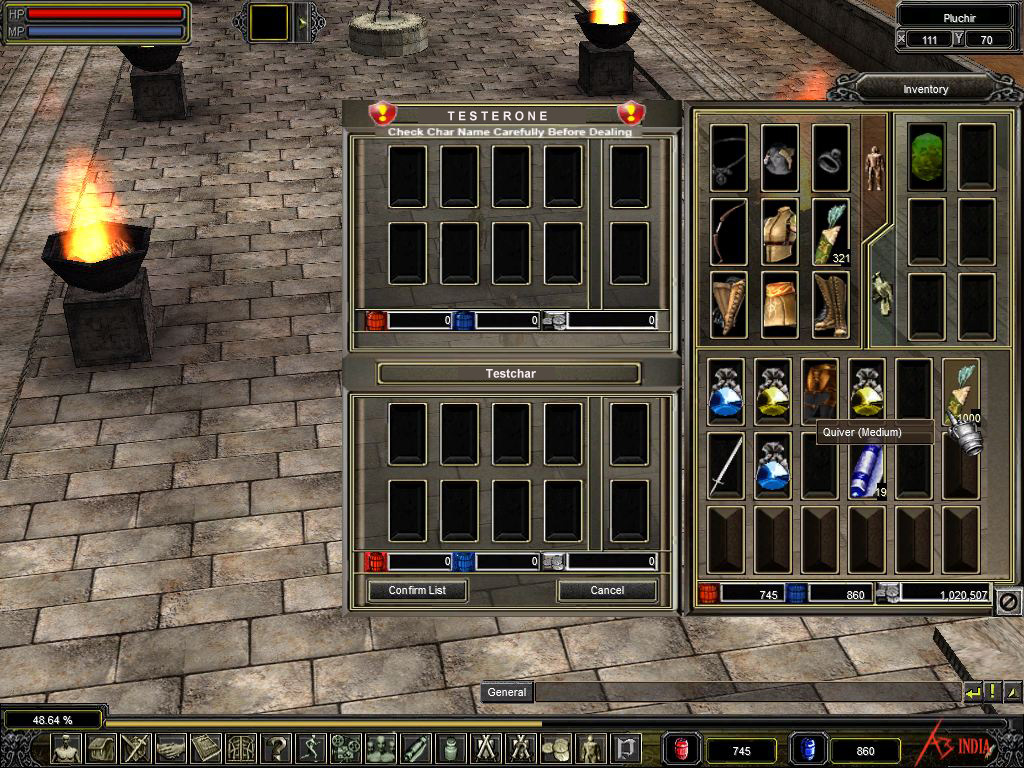 HP
MP
Pluchir
X 111 Y 70
Inventory
TESTERONE
Check Char Name Carefully Before Dealing
321
0 0 0
Testchar
1000
Quiver (Medium)
19
0 0 0
Confirm List Cancel
745 860 1,020,507
General
48.64 %
745 860
A3 INDIA